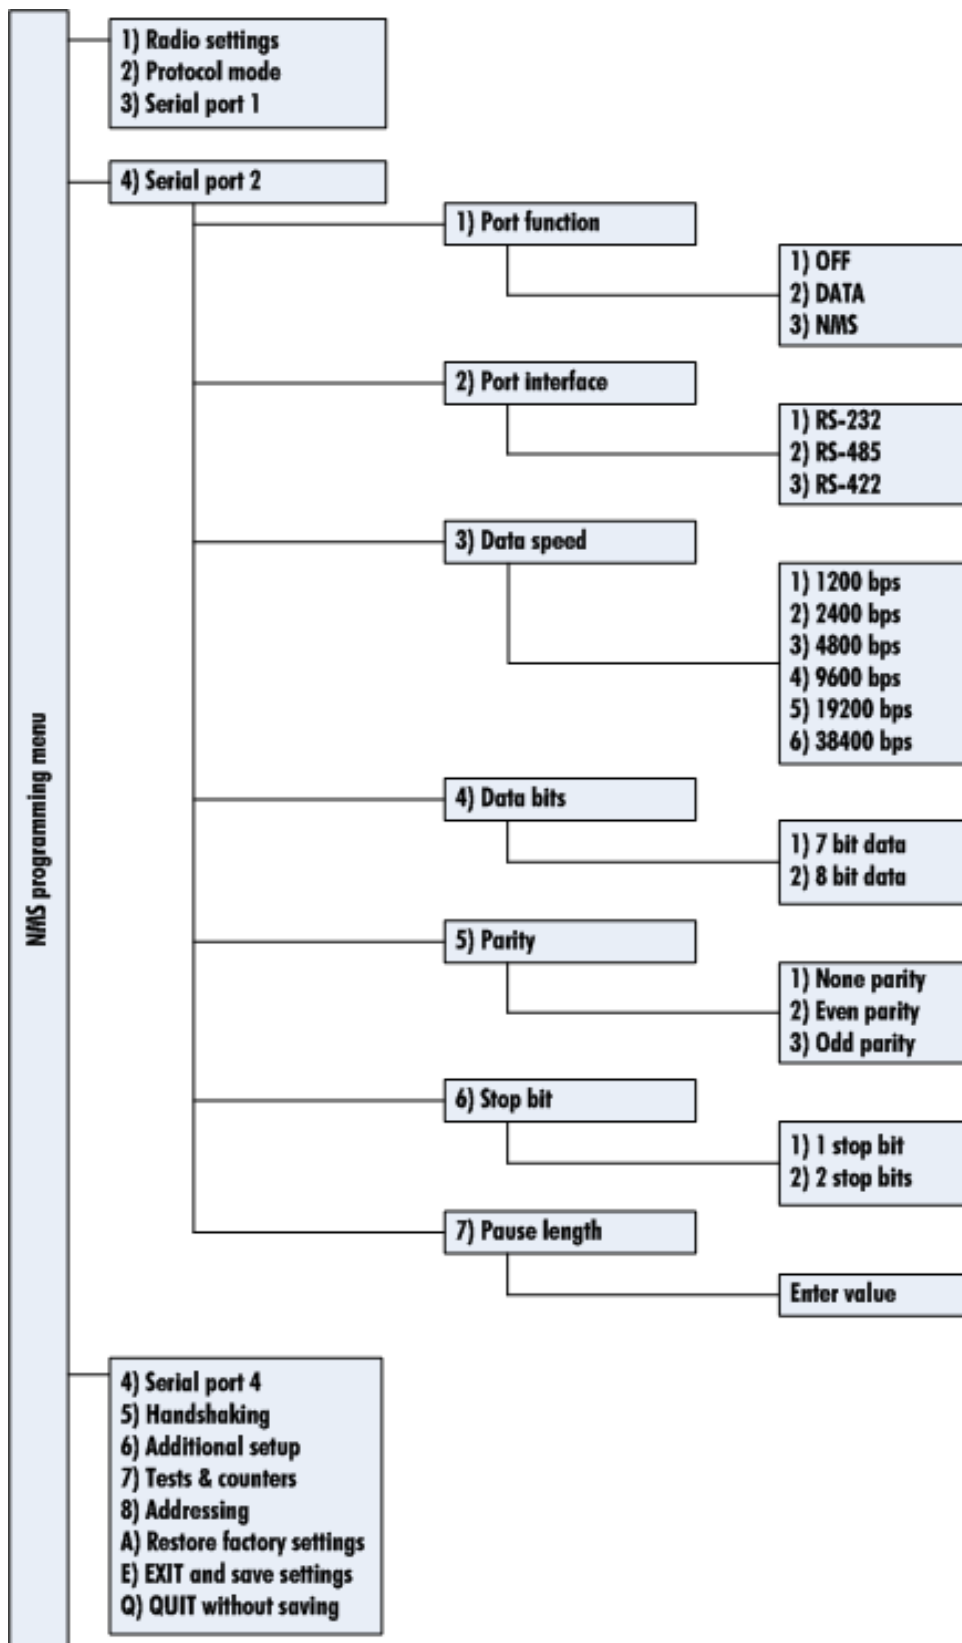 NMS programming menu
1) Radio settings
2) Protocol mode
3) Serial port 1
4) Serial port 2
1) Port function
1) OFF
2) DATA
3) NMS
2) Port interface
1) RS-232
2) RS-485
3) RS-422
3) Data speed
1) 1200 bps
2) 2400 bps
3) 4800 bps
4) 9600 bps
5) 19200 bps
6) 38400 bps
4) Data bits
1) 7 bit data
2) 8 bit data
5) Parity
1) None parity
2) Even parity
3) Odd parity
6) Stop bit
1) 1 stop bit
2) 2 stop bits
7) Pause length
Enter value
4) Serial port 4
5) Handshaking
6) Additional setup
7) Tests & counters
8) Addressing
A) Restore factory settings
E) EXIT and save settings
Q) QUIT without saving